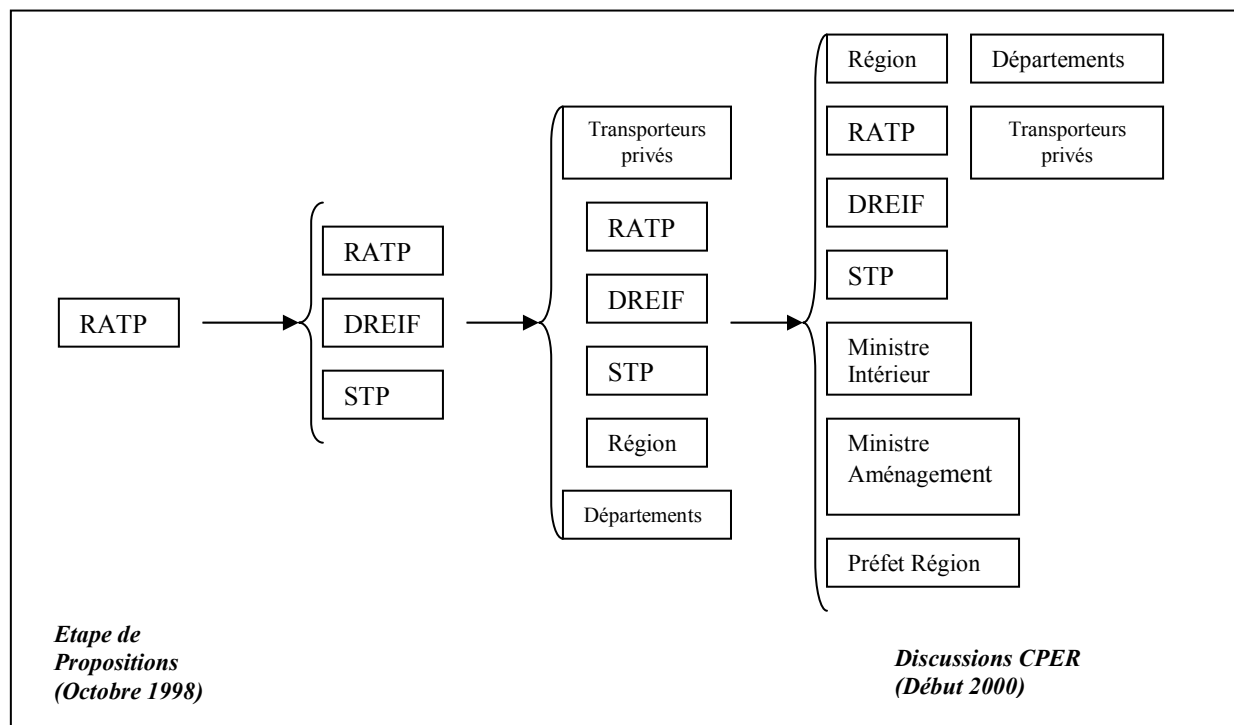 RATP
RATP
DREIF
STP
Transporteurs
privés
RATP
DREIF
STP
Région
Départements
Région
Départements
RATP
Transporteurs
privés
DREIF
STP
Ministre
Intérieur
Ministre
Aménagement
Préfet Région
Etape de
Propositions
(Octobre 1998)
Discussions CPER
(Début 2000)